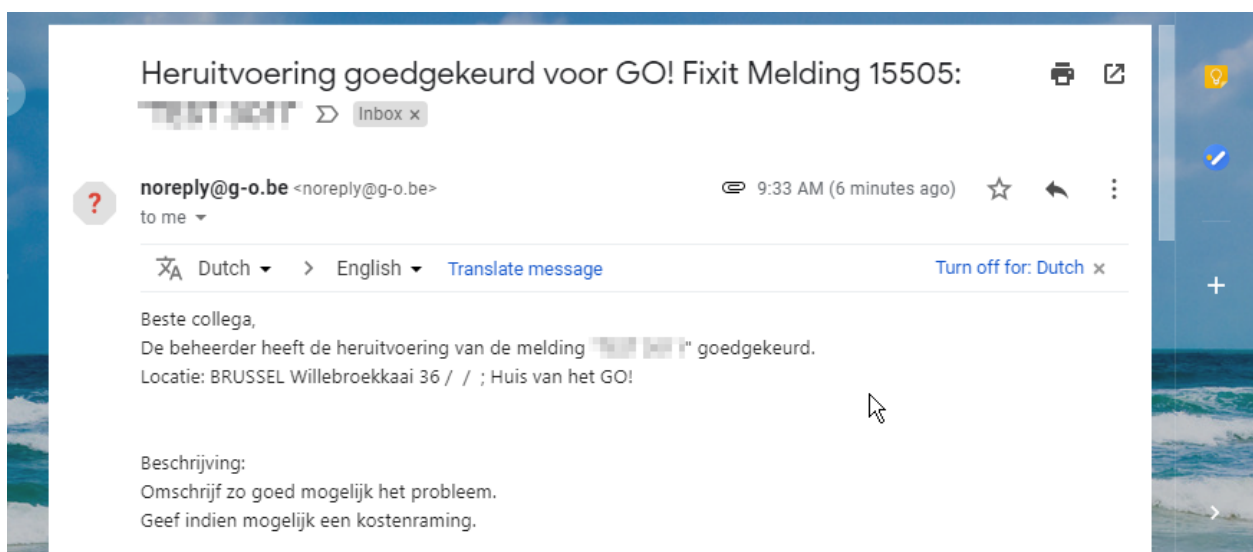 Heruitvoering goedgekeurd voor GO! Fixit Melding 15505:
Inbox ×
noreply@g-o.be <noreply@g-o.be>
9:33 AM (6 minutes ago)
?
to me
Dutch > English Translate message Turn off for: Dutch ×
Beste collega,
De beheerder heeft de heruitvoering van de melding " goedgekeurd.
Locatie: BRUSSEL Willebroekkaai 36 / / ; Huis van het GO!
Beschrijving:
Omschrijf zo goed mogelijk het probleem.
Geef indien mogelijk een kostenraming.